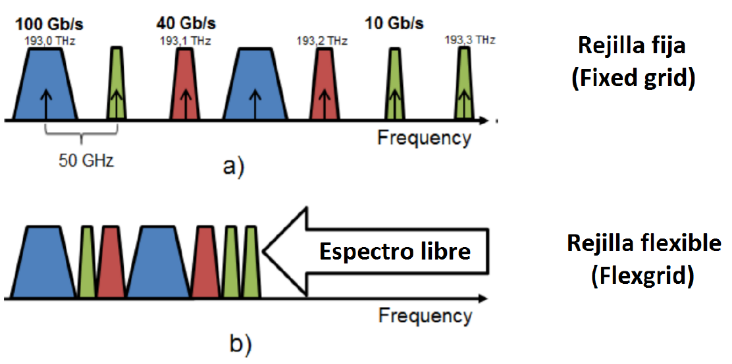 100 Gb/s
40 Gb/s
10 Gb/s
193,0 THz
193,1 THz
193,2 THz
193,3 THz
Rejilla fija
(Fixed grid)
Frequency
50 GHz
a)
Espectro libre
Rejilla flexible
(Flexgrid)
Frequency
b)